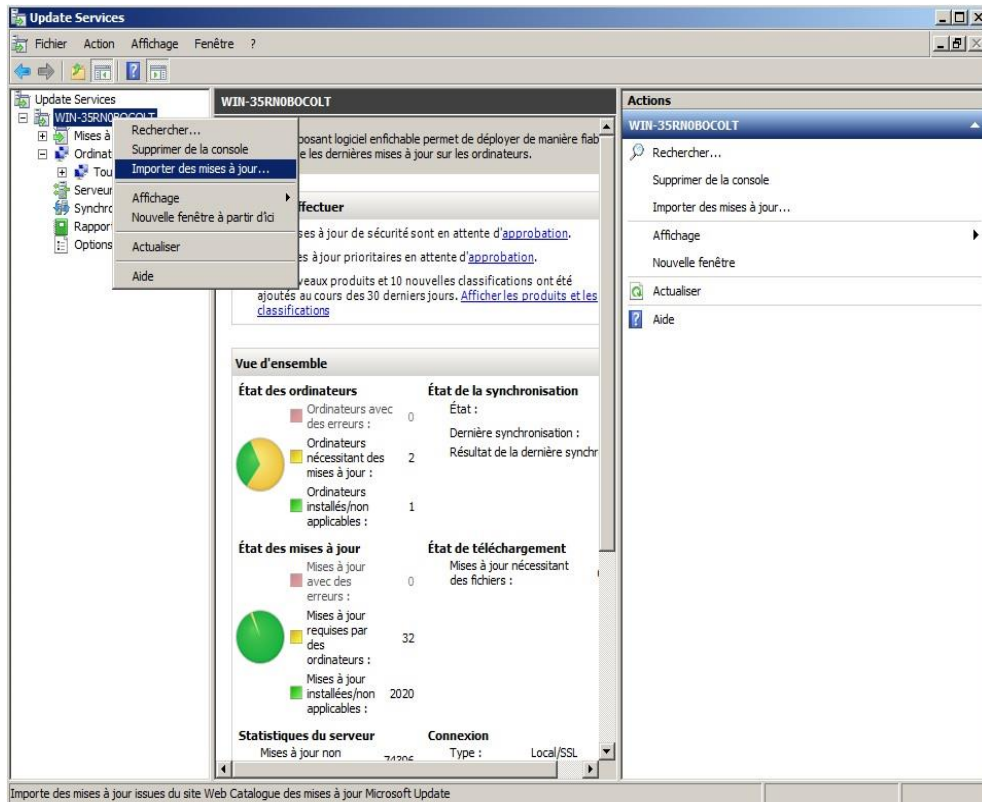 Update Services
Fichier Action Affichage Fenêtre ?
Update Services
WIN-35RN0BOCOLT
Mises à
Ordinat
Tou
Serveur
Synchro
Rappor
Options
Rechercher...
Supprimer de la console
Importer des mises à jour...
Affichage
Nouvelle fenêtre à partir d'ici
Actualiser
Aide
WIN-35RN0BOCOLT
posant logiciel enfichable permet de déployer de manière fiab
e les dernières mises à jour sur les ordinateurs.
ffectuer
ses à jour de sécurité sont en attente d'approbation.
es à jour prioritaires en attente d'approbation.
veaux produits et 10 nouvelles classifications ont été
ajoutés au cours des 30 derniers jours. Afficher les produits et les
classifications
Vue d'ensemble
État des ordinateurs
Ordinateurs avec
des erreurs :
0
Ordinateurs
nécessitant des
mises à jour :
2
Ordinateurs
installés/non
applicables :
1
État de la synchronisation
État :
Dernière synchronisation :
Résultat de la dernière synchr
État des mises à jour
Mises à jour
avec des
erreurs :
0
Mises à jour
requises par
des
ordinateurs :
32
Mises à jour
installées/non
applicables :
2020
État de téléchargement
Mises à jour nécessitant
des fichiers :
Statistiques du serveur
Mises à jour non
Connexion
Type : Local/SSL
Actions
WIN-35RN0BOCOLT
Rechercher...
Supprimer de la console
Importer des mises à jour...
Affichage
Nouvelle fenêtre
Actualiser
Aide
Importe des mises à jour issues du site Web Catalogue des mises à jour Microsoft Update